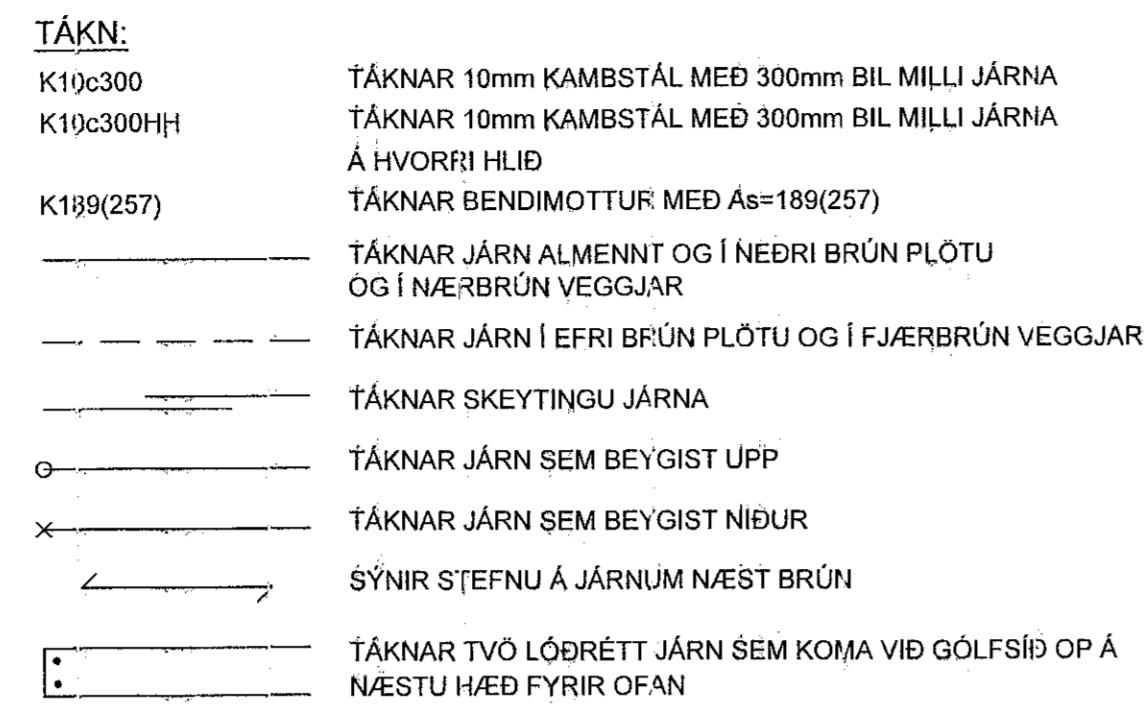 TÁKN:
K10c300 TÁKNAR 10mm KAMBSTÁL MEÐ 300mm BIL MILLI JÁRNA
K10c300HH TÁKNAR 10mm KAMBSTÁL MEÐ 300mm BIL MILLI JÁRNA
Á HVORRI HLIÐ
K189(257) TÁKNAR BENDIMOTTUR MEÐ As=189(257)
TÁKNAR JÁRN ALMENNT OG Í NEÐRI BRÚN PLÖTU
OG Í NÆRBRÚN VEGGJAR
TÁKNAR JÁRN Í EFRI BRÚN PLÖTU OG Í FJÆRBRÚN VEGGJAR
TÁKNAR SKEYTINGU JÁRNA
TÁKNAR JÁRN SEM BEYGIST UPP
TÁKNAR JÁRN SEM BEYGIST NIÐUR
SÝNIR STEFNU Á JÁRNUM NÆST BRÚN
TÁKNAR TVÖ LÓÐRÉTT JÁRN SEM KOMA VIÐ GÓLFSÍÐ OP Á
NÆSTU HÆÐ FYRIR OFAN